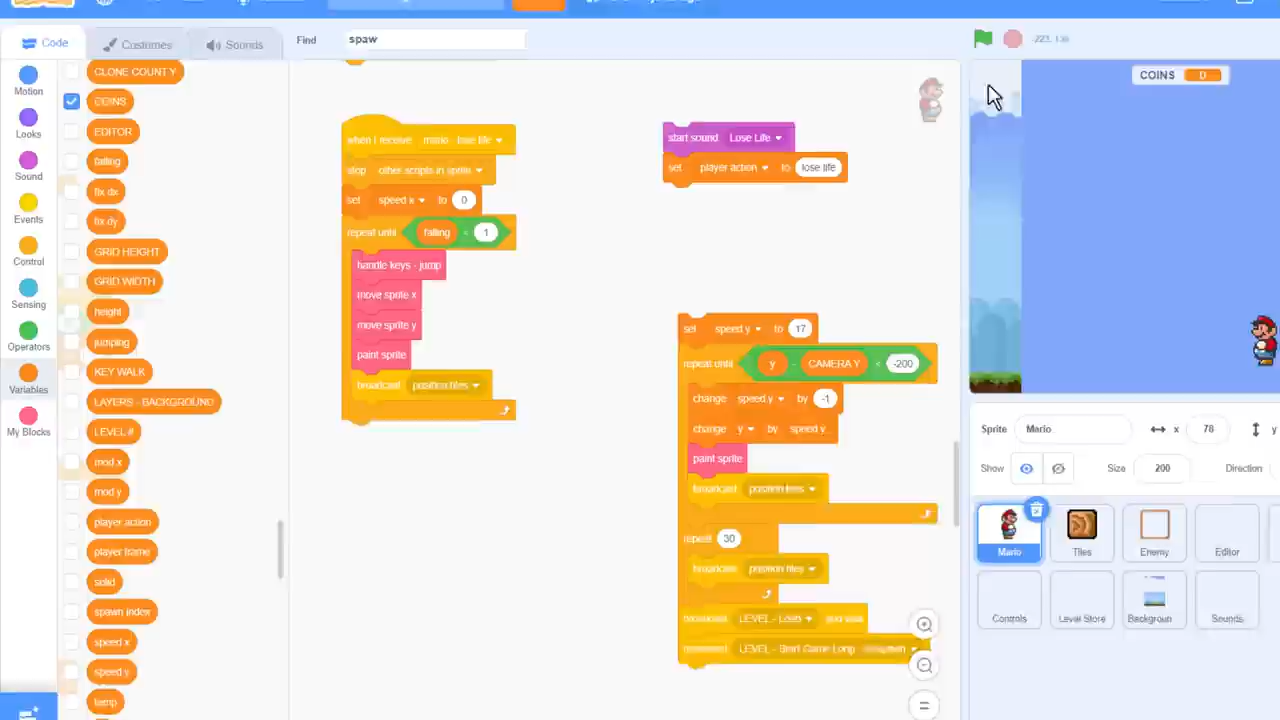 Code
Costumes
Sounds
Find
spaw
Motion
Looks
Sound
Events
Control
Sensing
Operators
Variables
My Blocks
CLONE COUNT Y
COINS
EDITOR
falling
fix dx
fix dy
GRID HEIGHT
GRID WIDTH
height
jumping
KEY WALK
LAYERS - BACKGROUND
LEVEL #
mod x
mod y
player action
player frame
solid
spawn index
speed x
speed y
temp
when I receive mario lose life
stop other scripts in sprite
set speed x to 0
repeat until falling < 1
handle keys - jump
move sprite x
move sprite y
paint sprite
broadcast position tiles
start sound Lose Life
set player action to lose life
set speed y to 17
repeat until y - CAMERA Y < -200
change speed y by -1
change y by speed y
paint sprite
broadcast position tiles
repeat 30
broadcast position tiles
broadcast LEVEL - Load and wait
LEVEL - Start Game Long
COINS 0
Sprite Mario x 78 y
Show Size 200 Direction
Mario
Tiles
Enemy
Editor
Controls
Level Store
Backgroun
Sounds